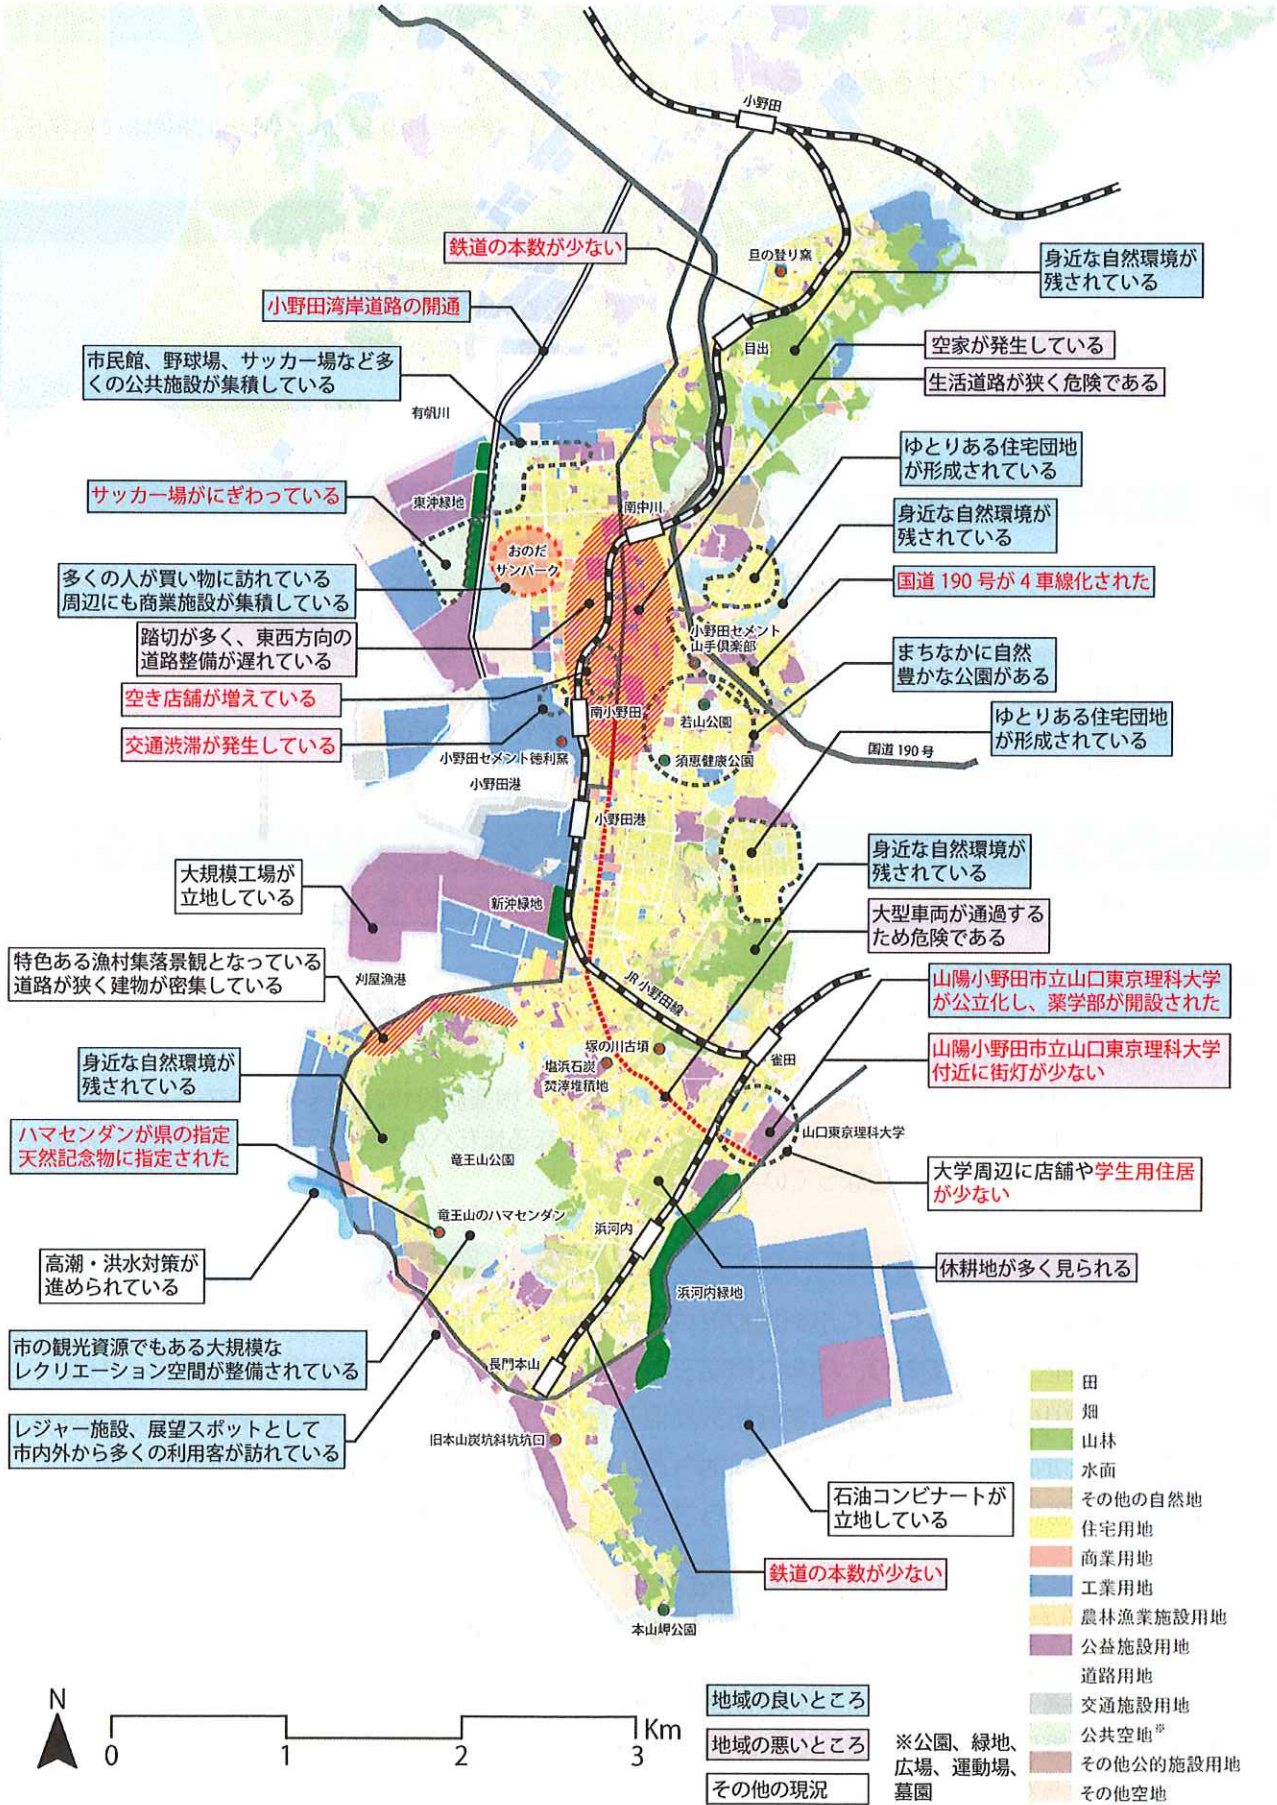 小野田
鉄道の本数が少ない
旦の登り窯
身近な自然環境が
残されている
小野田湾岸道路の開通
市民館、野球場、サッカー場など多
くの公共施設が集積している
目出
空家が発生している
生活道路が狭く危険である
有帆川
ゆとりある住宅団地
が形成されている
サッカー場がにぎわっている
東沖緑地
南中川
身近な自然環境が
残されている
おのだ
サンパーク
多くの人が買い物に訪れている
周辺にも商業施設が集積している
国道 190 号が 4 車線化された
踏切が多く、東西方向の
道路整備が遅れている
小野田セメント
山手倶楽部
まちなかに自然
豊かな公園がある
空き店舗が増えている
南小野田
若山公園
ゆとりある住宅団地
が形成されている
交通渋滞が発生している
小野田セメント徳利窯
須恵健康公園
国道 190 号
小野田港
小野田港
大規模工場が
立地している
身近な自然環境が
残されている
新沖緑地
大型車両が通過する
ため危険である
特色ある漁村集落景観となっている
道路が狭く建物が密集している
刈屋漁港
JR 小野田線
山陽小野田市立山口東京理科大学
が公立化し、薬学部が開設された
塚の川古墳
雀田
山陽小野田市立山口東京理科大学
付近に街灯が少ない
塩浜石炭
焚滓堆積地
身近な自然環境が
残されている
ハマセンダンが県の指定
天然記念物に指定された
竜王山公園
山口東京理科大学
大学周辺に店舗や学生用住居
が少ない
竜王山のハマセンダン
浜河内
高潮・洪水対策が
進められている
休耕地が多く見られる
浜河内緑地
市の観光資源でもある大規模な
レクリエーション空間が整備されている
長門本山
レジャー施設、展望スポットとして
市内外から多くの利用客が訪れている
旧本山炭坑斜坑坑口
石油コンビナートが
立地している
鉄道の本数が少ない
本山岬公園
田
畑
山林
水面
その他の自然地
住宅用地
商業用地
工業用地
農林漁業施設用地
公益施設用地
道路用地
交通施設用地
公共空地※
その他公的施設用地
その他空地
N
0
1
2
3
Km
地域の良いところ
地域の悪いところ
その他の現況
※公園、緑地、
広場、運動場、
墓園